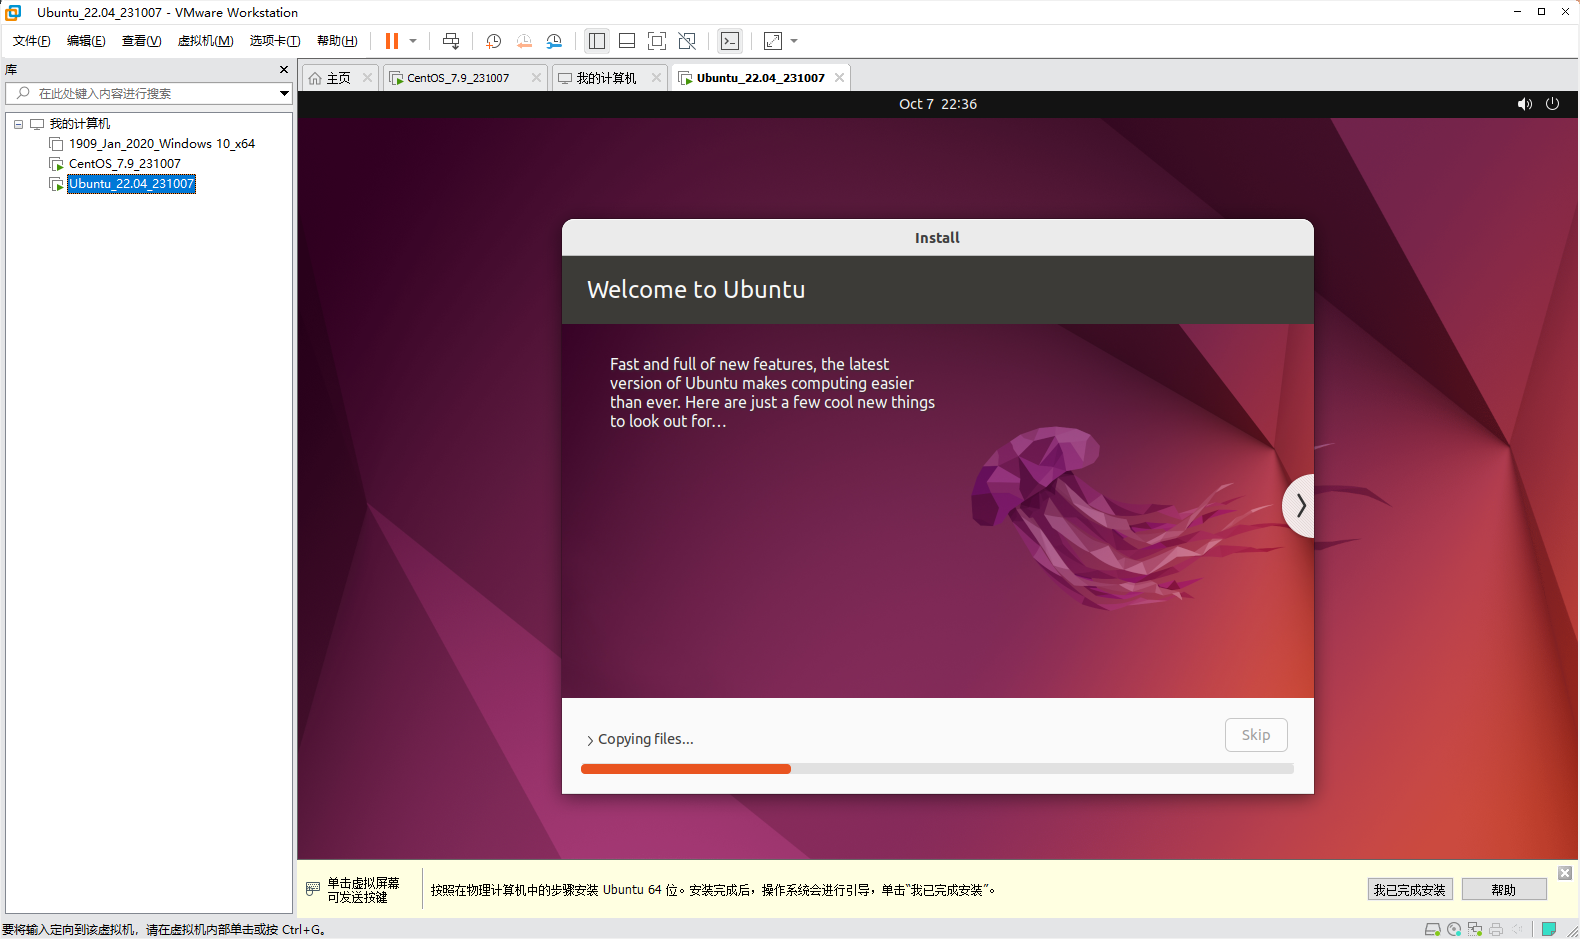 Ubuntu_22.04_231007 - VMware Workstation
文件(F) 编辑(E) 查看(V) 虚拟机(M) 选项卡(T) 帮助(H)
库
在此处键入内容进行搜索
我的计算机
1909_Jan_2020_Windows 10_x64
CentOS_7.9_231007
Ubuntu_22.04_231007
主页 CentOS_7.9_231007 我的计算机 Ubuntu_22.04_231007
Oct 7 22:36
Install
Welcome to Ubuntu
Fast and full of new features, the latest
version of Ubuntu makes computing easier
than ever. Here are just a few cool new things
to look out for…
Copying files...
Skip
单击虚拟屏幕
可发送按键
按照在物理计算机中的步骤安装 Ubuntu 64 位。安装完成后，操作系统会进行引导，单击“我已完成安装”。
我已完成安装 帮助
要将输入定向到该虚拟机，请在虚拟机内部单击或按 Ctrl+G。